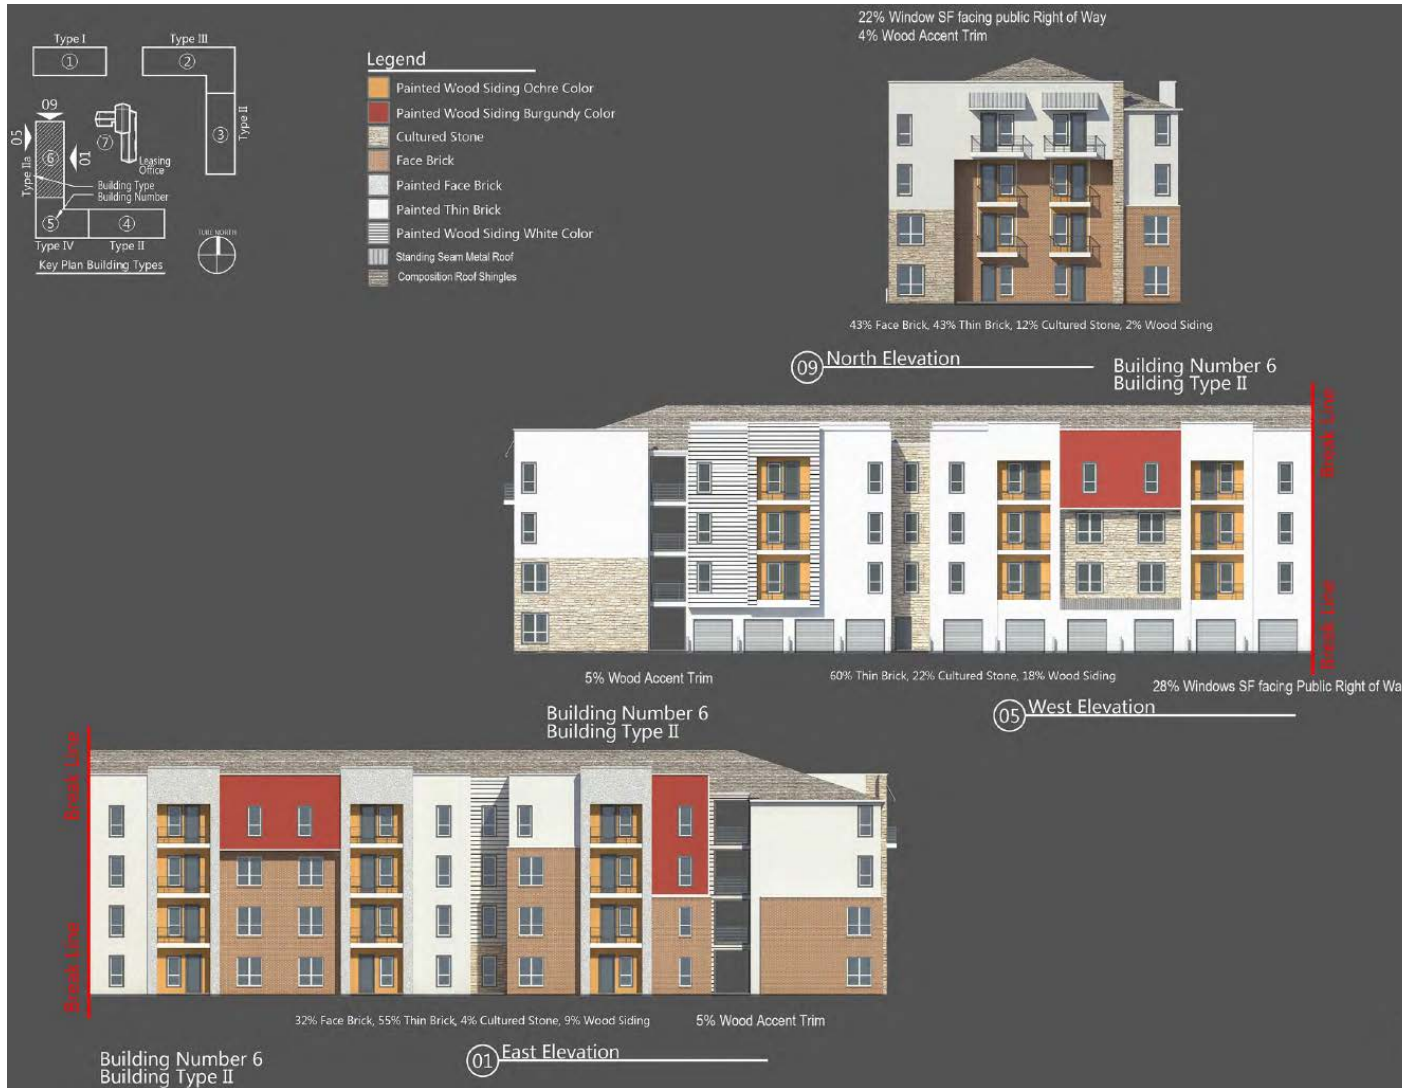 22% Window SF facing public Right of Way
4% Wood Accent Trim
Type I
Type III
①
②
09
05
⑥
01
⑦
Leasing
Office
③
Type II
Type IIa
Building Type
Building Number
⑤
④
Type IV
Type II
Key Plan Building Types
Legend
Painted Wood Siding Ochre Color
Painted Wood Siding Burgundy Color
Cultured Stone
Face Brick
Painted Face Brick
Painted Thin Brick
Painted Wood Siding White Color
Standing Seam Metal Roof
Composition Roof Shingles
43% Face Brick, 43% Thin Brick, 12% Cultured Stone, 2% Wood Siding
09 North Elevation
Building Number 6
Building Type II
Break Line
Break Line
5% Wood Accent Trim
60% Thin Brick, 22% Cultured Stone, 18% Wood Siding
28% Windows SF facing Public Right of Wa
05 West Elevation
Building Number 6
Building Type II
Break Line
Break Line
32% Face Brick, 55% Thin Brick, 4% Cultured Stone, 9% Wood Siding
5% Wood Accent Trim
01 East Elevation
Building Number 6
Building Type II